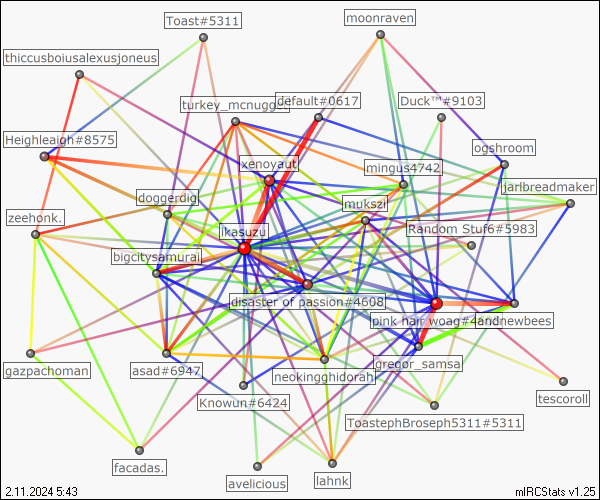 Toast#5311
moonraven
thiccusboiusalexusjoneus
turkey_mcnugget
default#0617
Duck™#9103
Heighleaigh#8575
ogshroom
xenoyaut
mingus4742
jarlbreadmaker
doggerdig
mukszi
zeehonk.
Ikasuzu
Random Stuf6#5983
bigcitysamurai
disaster of passion#4608
pink hair woag#4
andnewbees
gazpachoman
asad#6947
neokingghidorah
gregor_samsa
Knowun#6424
tescoroll
ToastephBroseph5311#5311
facadas.
avelicious
lahnk
2.11.2024 5:43
mIRCStats v1.25